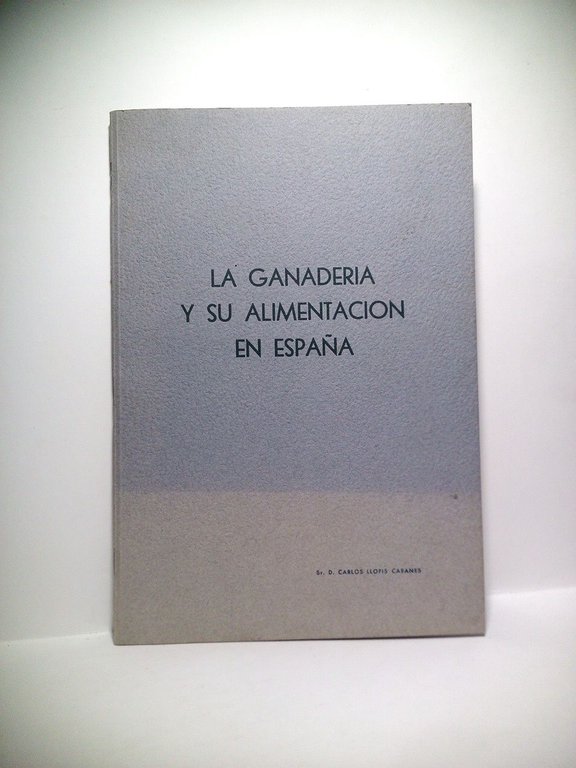 LA GANADERIA
Y SU ALIMENTACION
EN ESPAÑA
Sr. D. CARLOS LLOPIS CABANES